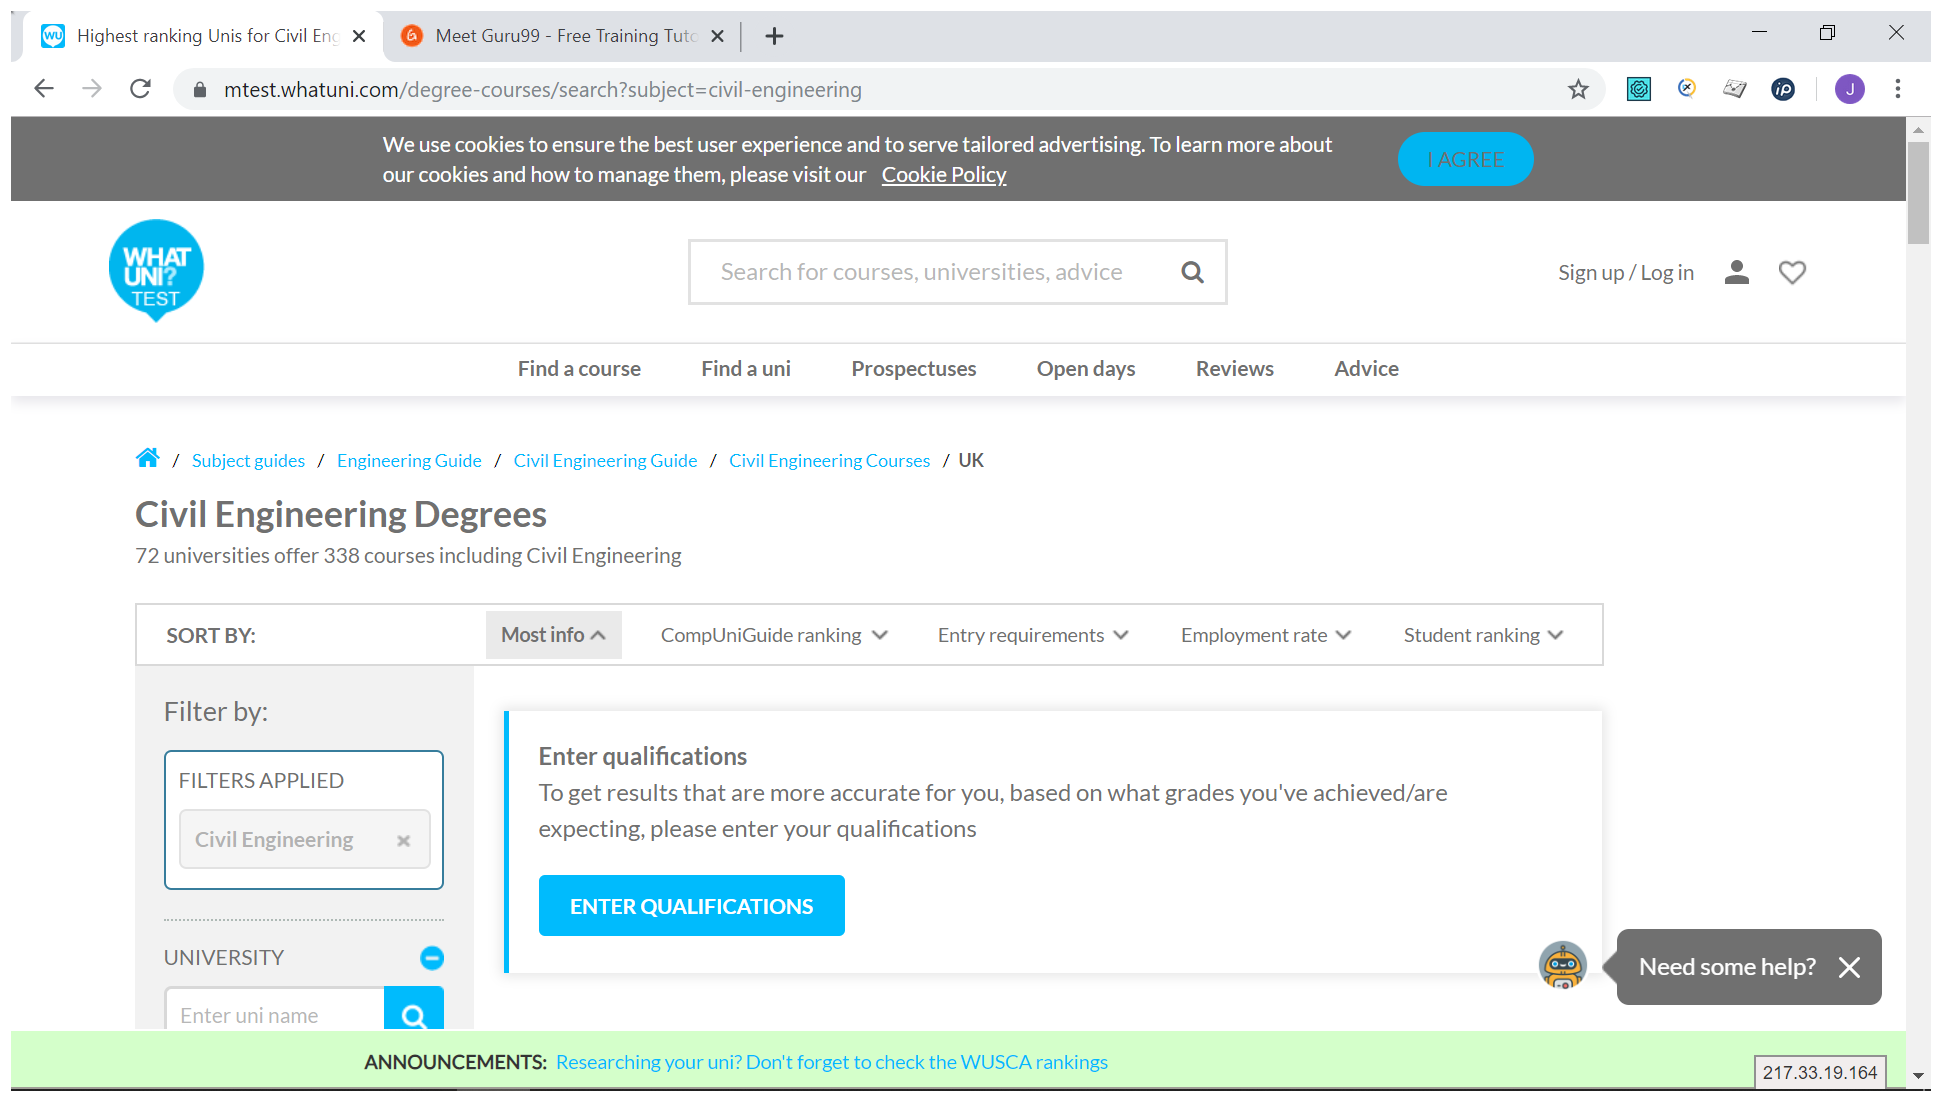 Highest ranking Unis for Civil Eng
Meet Guru99 - Free Training Tuto
mtest.whatuni.com/degree-courses/search?subject=civil-engineering
J
We use cookies to ensure the best user experience and to serve tailored advertising. To learn more about
our cookies and how to manage them, please visit our Cookie Policy
I AGREE
WHAT
UNI?
TEST
Search for courses, universities, advice
Sign up / Log in
Find a course
Find a uni
Prospectuses
Open days
Reviews
Advice
/ Subject guides / Engineering Guide / Civil Engineering Guide / Civil Engineering Courses / UK
Civil Engineering Degrees
72 universities offer 338 courses including Civil Engineering
SORT BY:
Most info
CompUniGuide ranking
Entry requirements
Employment rate
Student ranking
Filter by:
FILTERS APPLIED
Civil Engineering
UNIVERSITY
Enter uni name
Enter qualifications
To get results that are more accurate for you, based on what grades you've achieved/are
expecting, please enter your qualifications
ENTER QUALIFICATIONS
Need some help?
ANNOUNCEMENTS: Researching your uni? Don't forget to check the WUSCA rankings
217.33.19.164